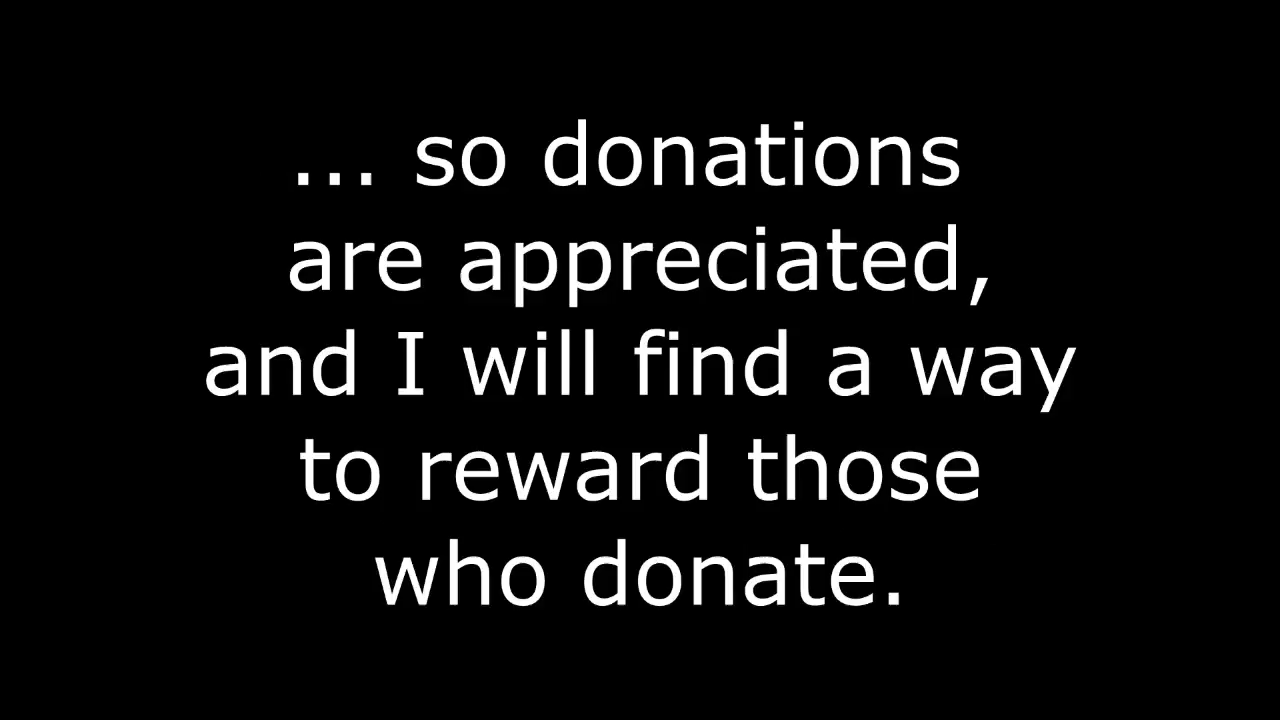 ... so donations
are appreciated,
and I will find a way
to reward those
who donate.